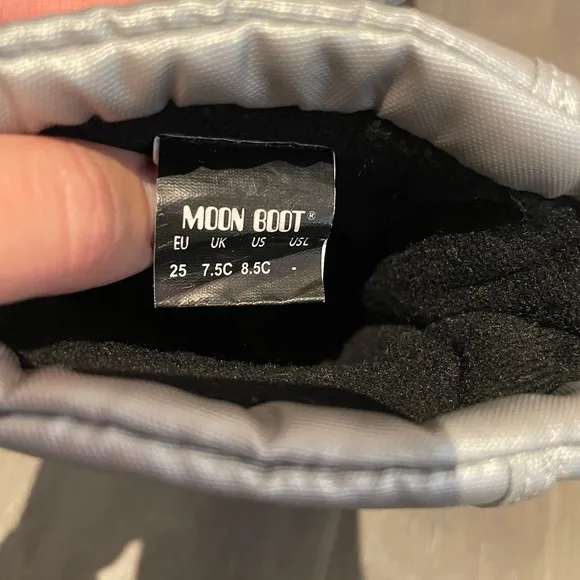 MOON BOOT®
EU UK US USL
25 7.5C 8.5C -